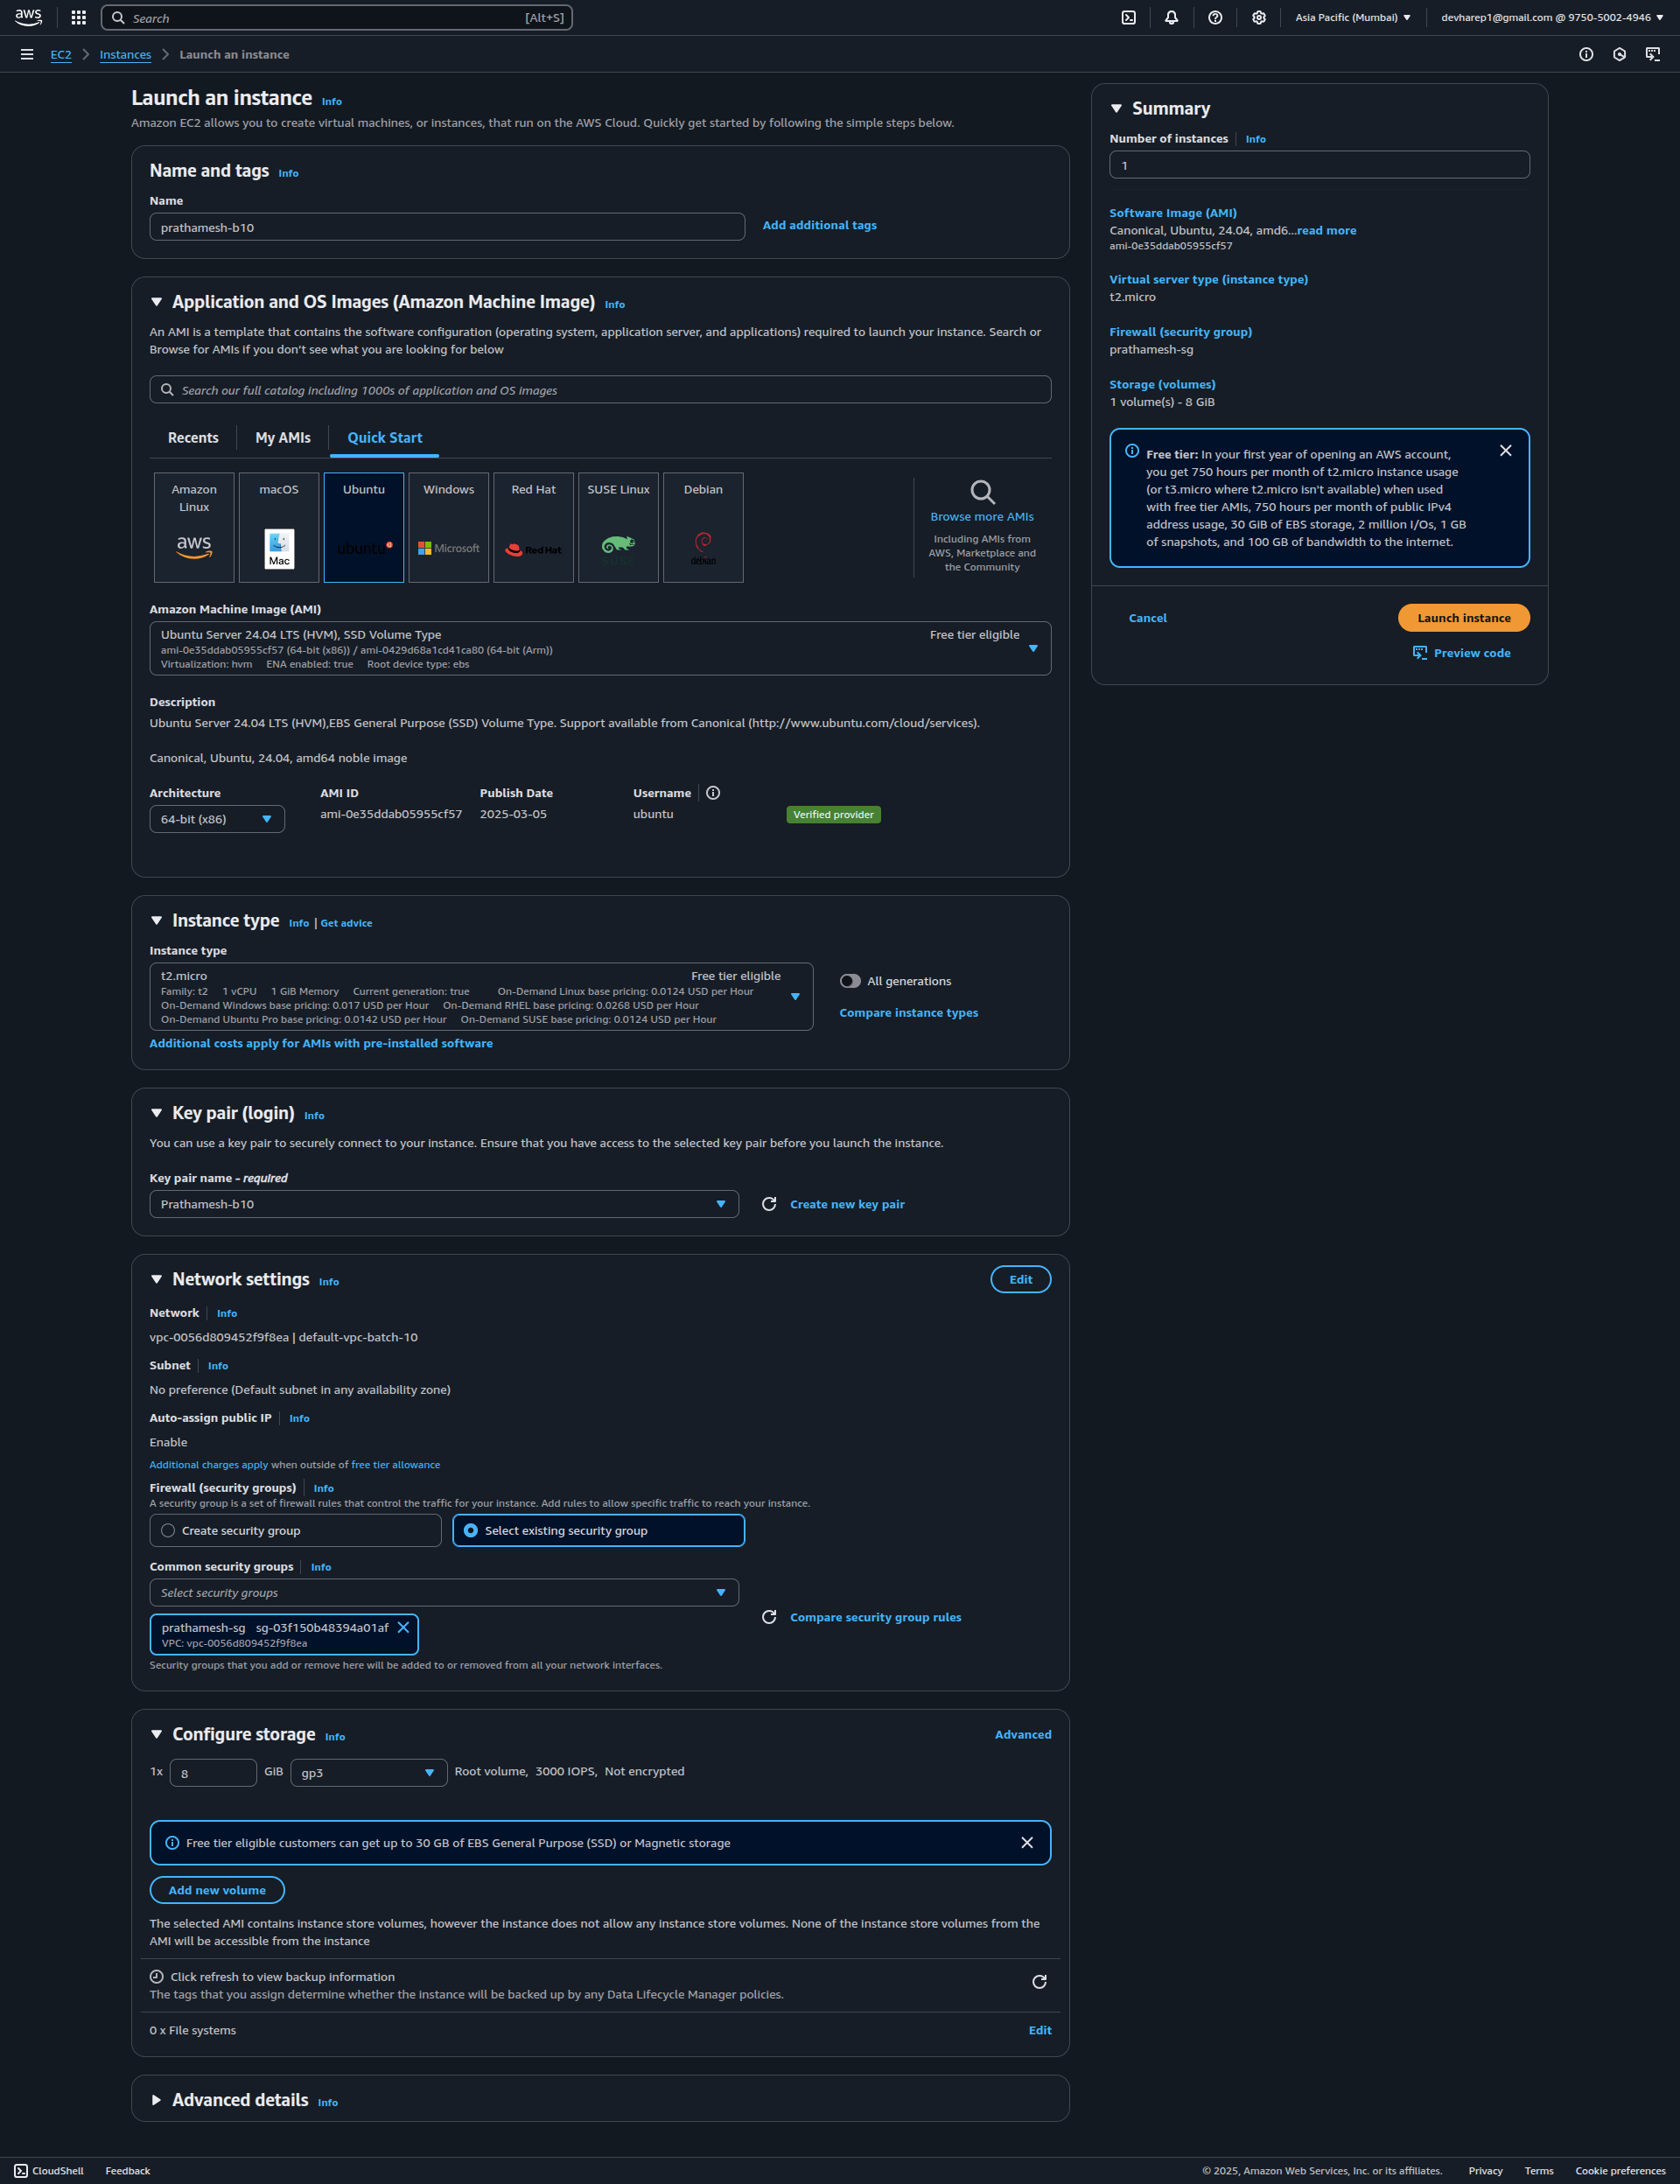 aws
Search
[Alt+S]
Asia Pacific (Mumbai)
devharep1@gmail.com @ 9750-5002-4946
EC2
Instances
Launch an instance
Launch an instance Info
Amazon EC2 allows you to create virtual machines, or instances, that run on the AWS Cloud. Quickly get started by following the simple steps below.
Name and tags Info
Name
prathamesh-b10
Add additional tags
Application and OS Images (Amazon Machine Image) Info
An AMI is a template that contains the software configuration (operating system, application server, and applications) required to launch your instance. Search or
Browse for AMIs if you don't see what you are looking for below
Search our full catalog including 1000s of application and OS images
Recents
My AMIs
Quick Start
Amazon
Linux
aws
macOS
Mac
Ubuntu
ubuntu
Windows
Microsoft
Red Hat
Red Hat
SUSE Linux
SUSE
Debian
debian
Browse more AMIs
Including AMIs from
AWS, Marketplace and
the Community
Amazon Machine Image (AMI)
Ubuntu Server 24.04 LTS (HVM), SSD Volume Type
Free tier eligible
ami-0e35ddab05955cf57 (64-bit (x86)) / ami-0429d68a1cd41ca80 (64-bit (Arm))
Virtualization: hvm ENA enabled: true Root device type: ebs
Description
Ubuntu Server 24.04 LTS (HVM),EBS General Purpose (SSD) Volume Type. Support available from Canonical (http://www.ubuntu.com/cloud/services).
Canonical, Ubuntu, 24.04, amd64 noble image
Architecture
64-bit (x86)
AMI ID
ami-0e35ddab05955cf57
Publish Date
2025-03-05
Username
ubuntu
Verified provider
Instance type Info | Get advice
Instance type
t2.micro
Free tier eligible
Family: t2 1 vCPU 1 GiB Memory Current generation: true On-Demand Linux base pricing: 0.0124 USD per Hour
On-Demand Windows base pricing: 0.017 USD per Hour On-Demand RHEL base pricing: 0.0268 USD per Hour
On-Demand Ubuntu Pro base pricing: 0.0142 USD per Hour On-Demand SUSE base pricing: 0.0124 USD per Hour
All generations
Compare instance types
Additional costs apply for AMIs with pre-installed software
Key pair (login) Info
You can use a key pair to securely connect to your instance. Ensure that you have access to the selected key pair before you launch the instance.
Key pair name - required
Prathamesh-b10
Create new key pair
Network settings Info
Edit
Network Info
vpc-0056d809452f9f8ea | default-vpc-batch-10
Subnet Info
No preference (Default subnet in any availability zone)
Auto-assign public IP Info
Enable
Additional charges apply when outside of free tier allowance
Firewall (security groups) Info
A security group is a set of firewall rules that control the traffic for your instance. Add rules to allow specific traffic to reach your instance.
Create security group
Select existing security group
Common security groups Info
Select security groups
prathamesh-sg sg-03f150b48394a01af
VPC: vpc-0056d809452f9f8ea
Compare security group rules
Security groups that you add or remove here will be added to or removed from all your network interfaces.
Configure storage Info
Advanced
1x 8 GiB gp3 Root volume, 3000 IOPS, Not encrypted
Free tier eligible customers can get up to 30 GB of EBS General Purpose (SSD) or Magnetic storage
Add new volume
The selected AMI contains instance store volumes, however the instance does not allow any instance store volumes. None of the instance store volumes from the
AMI will be accessible from the instance
Click refresh to view backup information
The tags that you assign determine whether the instance will be backed up by any Data Lifecycle Manager policies.
0 x File systems
Edit
Advanced details Info
Summary
Number of instances Info
1
Software Image (AMI)
Canonical, Ubuntu, 24.04, amd6...read more
ami-0e35ddab05955cf57
Virtual server type (instance type)
t2.micro
Firewall (security group)
prathamesh-sg
Storage (volumes)
1 volume(s) - 8 GiB
Free tier: In your first year of opening an AWS account,
you get 750 hours per month of t2.micro instance usage
(or t3.micro where t2.micro isn't available) when used
with free tier AMIs, 750 hours per month of public IPv4
address usage, 30 GiB of EBS storage, 2 million I/Os, 1 GB
of snapshots, and 100 GB of bandwidth to the internet.
Cancel
Launch instance
Preview code
CloudShell
Feedback
© 2025, Amazon Web Services, Inc. or its affiliates.
Privacy
Terms
Cookie preferences